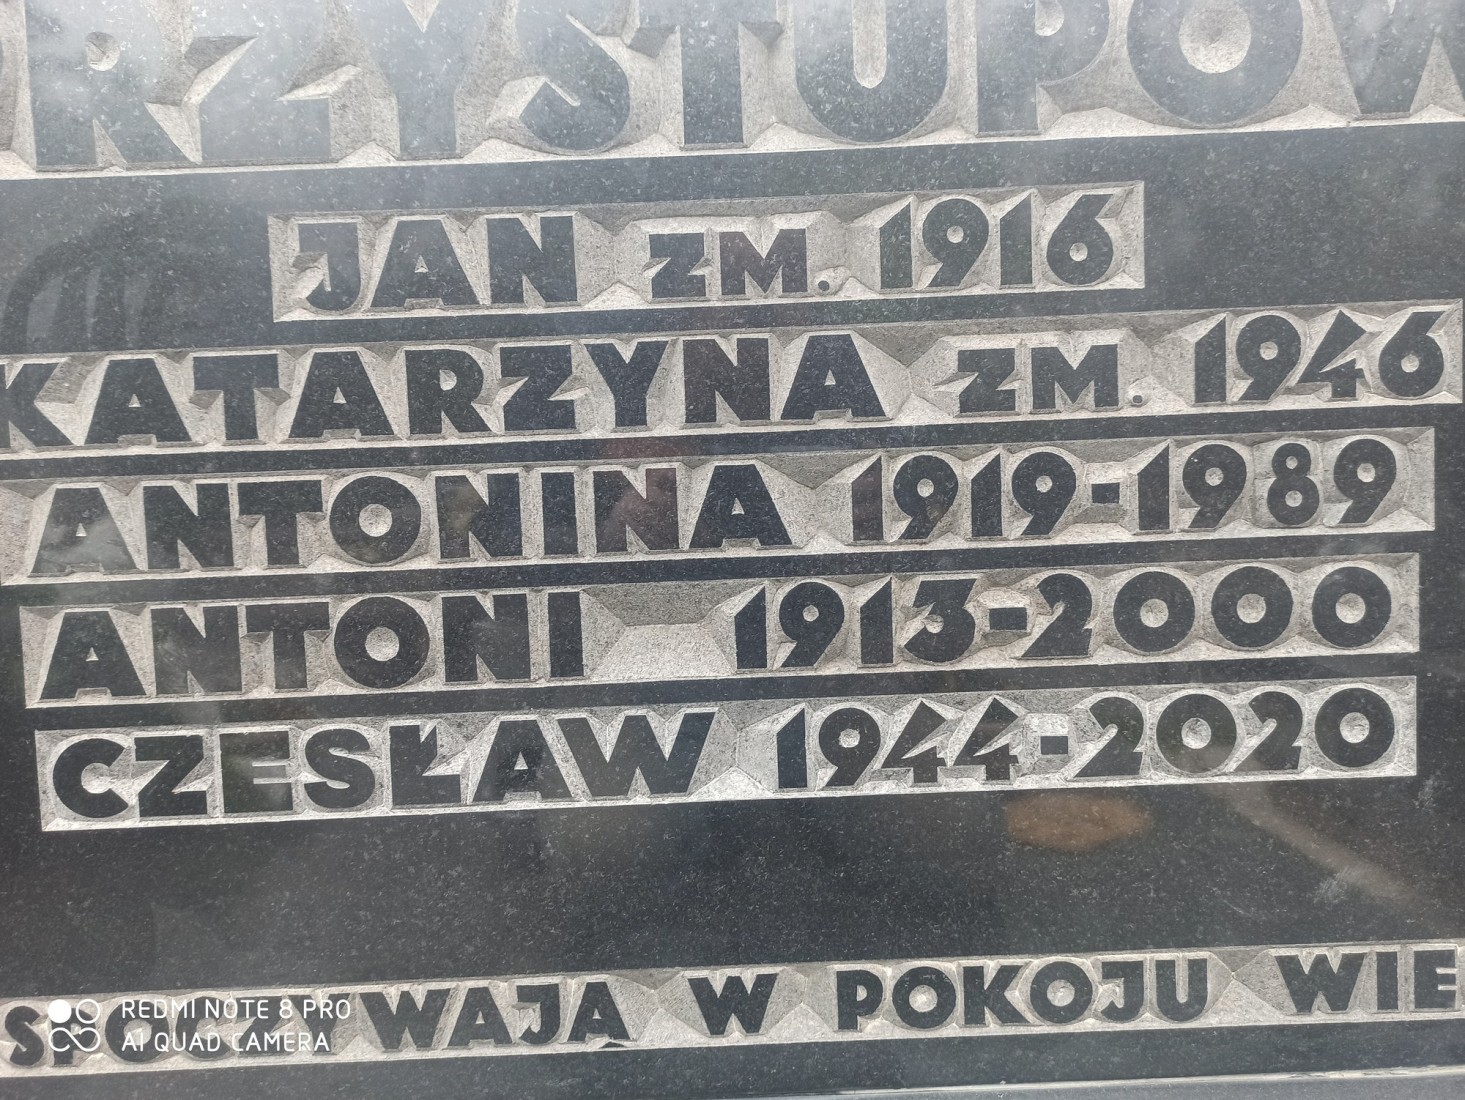 RZYSTUPOW
JAN ZM. 1916
KATARZYNA ZM. 1946
ANTONINA 1919-1989
ANTONI 1913-2000
CZESŁAW 1944-2020
SPOCZYWAJĄ W POKOJU WIE
REDMI NOTE 8 PRO
AI QUAD CAMERA